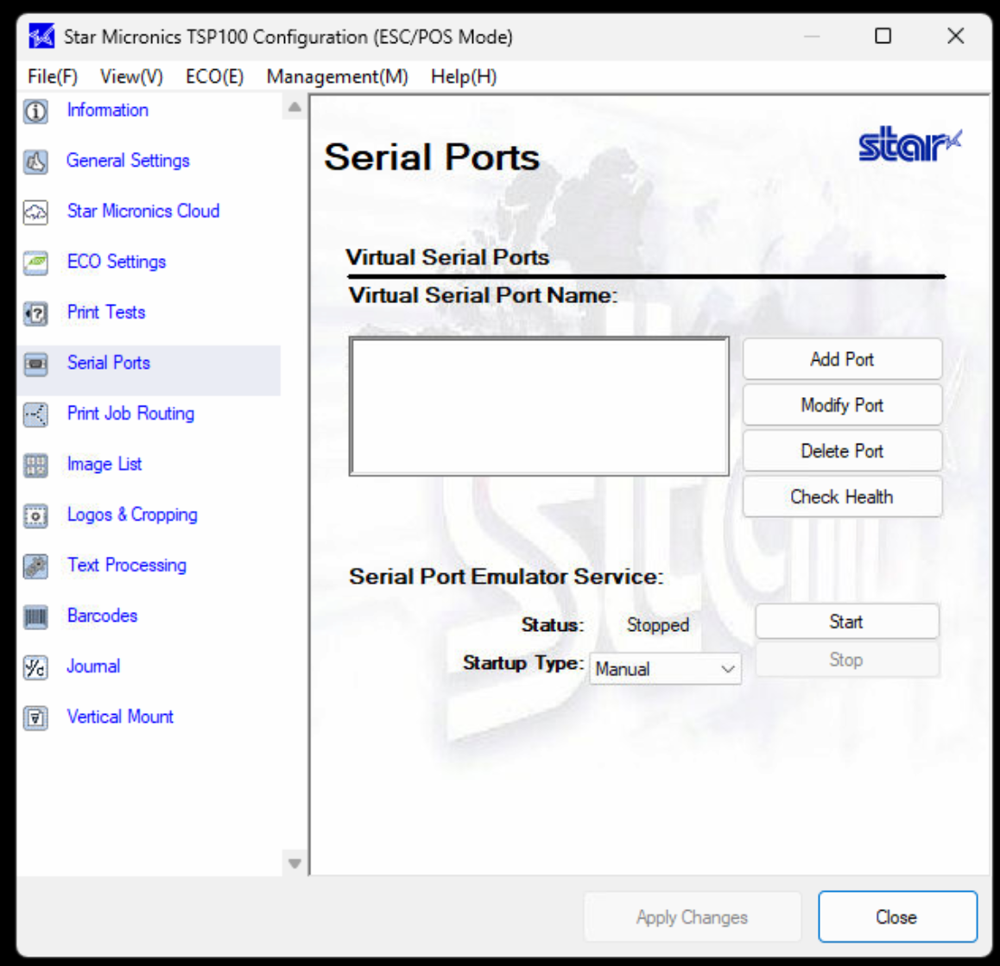 Star Micronics TSP100 Configuration (ESC/POS Mode)
File(F) View(V) ECO(E) Management(M) Help(H)
Information
General Settings
Star Micronics Cloud
ECO Settings
Print Tests
Serial Ports
Print Job Routing
Image List
Logos & Cropping
Text Processing
Barcodes
Journal
Vertical Mount
star
Serial Ports
Virtual Serial Ports
Virtual Serial Port Name:
Add Port
Modify Port
Delete Port
Check Health
Serial Port Emulator Service:
Status: Stopped Start
Startup Type: Manual Stop
Apply Changes Close